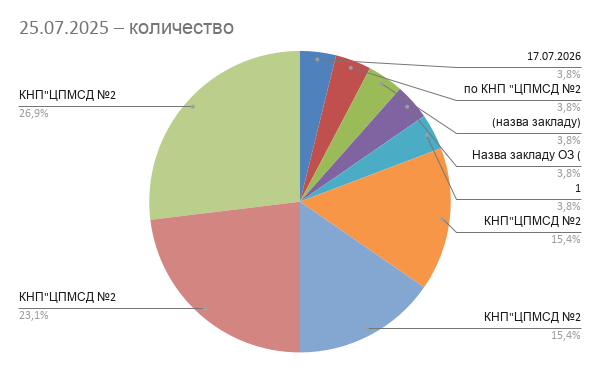 25.07.2025 – количество
17.07.2026
3,8%
по КНП "ЦПМСД №2
3,8%
(назва закладу)
3,8%
Назва закладу ОЗ (
3,8%
1
3,8%
КНП"ЦПМСД №2
15,4%
КНП"ЦПМСД №2
15,4%
КНП"ЦПМСД №2
23,1%
КНП"ЦПМСД №2
26,9%